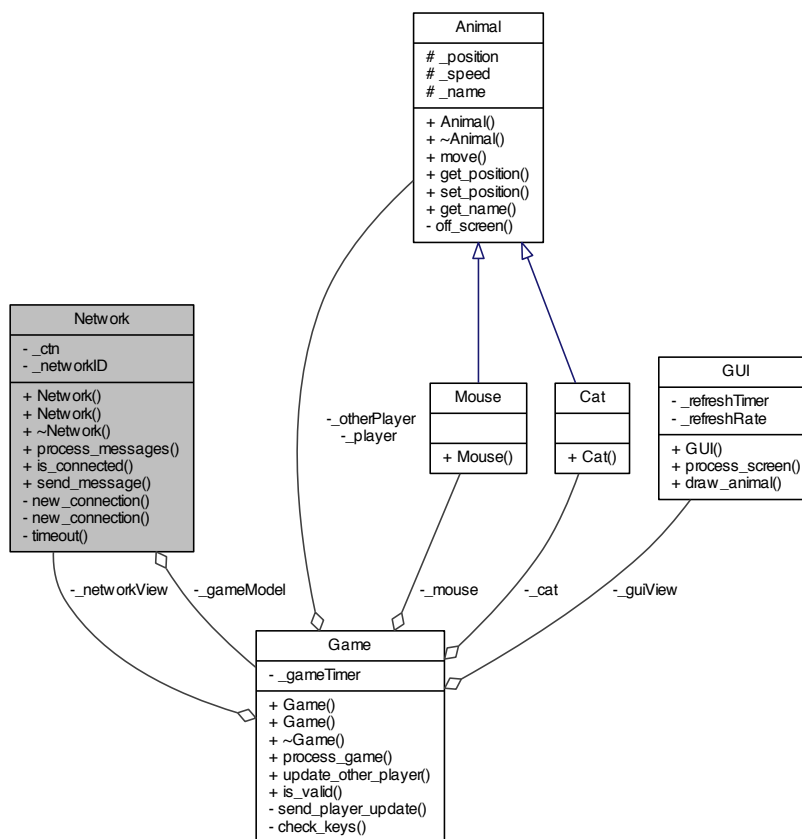 Animal
# _position
# _speed
# _name
+ Animal()
+ ~Animal()
+ move()
+ get_position()
+ set_position()
+ get_name()
- off_screen()
Network
- _ctn
- _networkID
+ Network()
+ Network()
+ ~Network()
+ process_messages()
+ is_connected()
+ send_message()
- new_connection()
- new_connection()
- timeout()
-_otherPlayer
-_player
Mouse
+ Mouse()
Cat
+ Cat()
GUI
- _refreshTimer
- _refreshRate
+ GUI()
+ process_screen()
+ draw_animal()
-_networkView
-_gameModel
-_mouse
-_cat
-_guiView
Game
- _gameTimer
+ Game()
+ Game()
+ ~Game()
+ process_game()
+ update_other_player()
+ is_valid()
- send_player_update()
- check_keys()